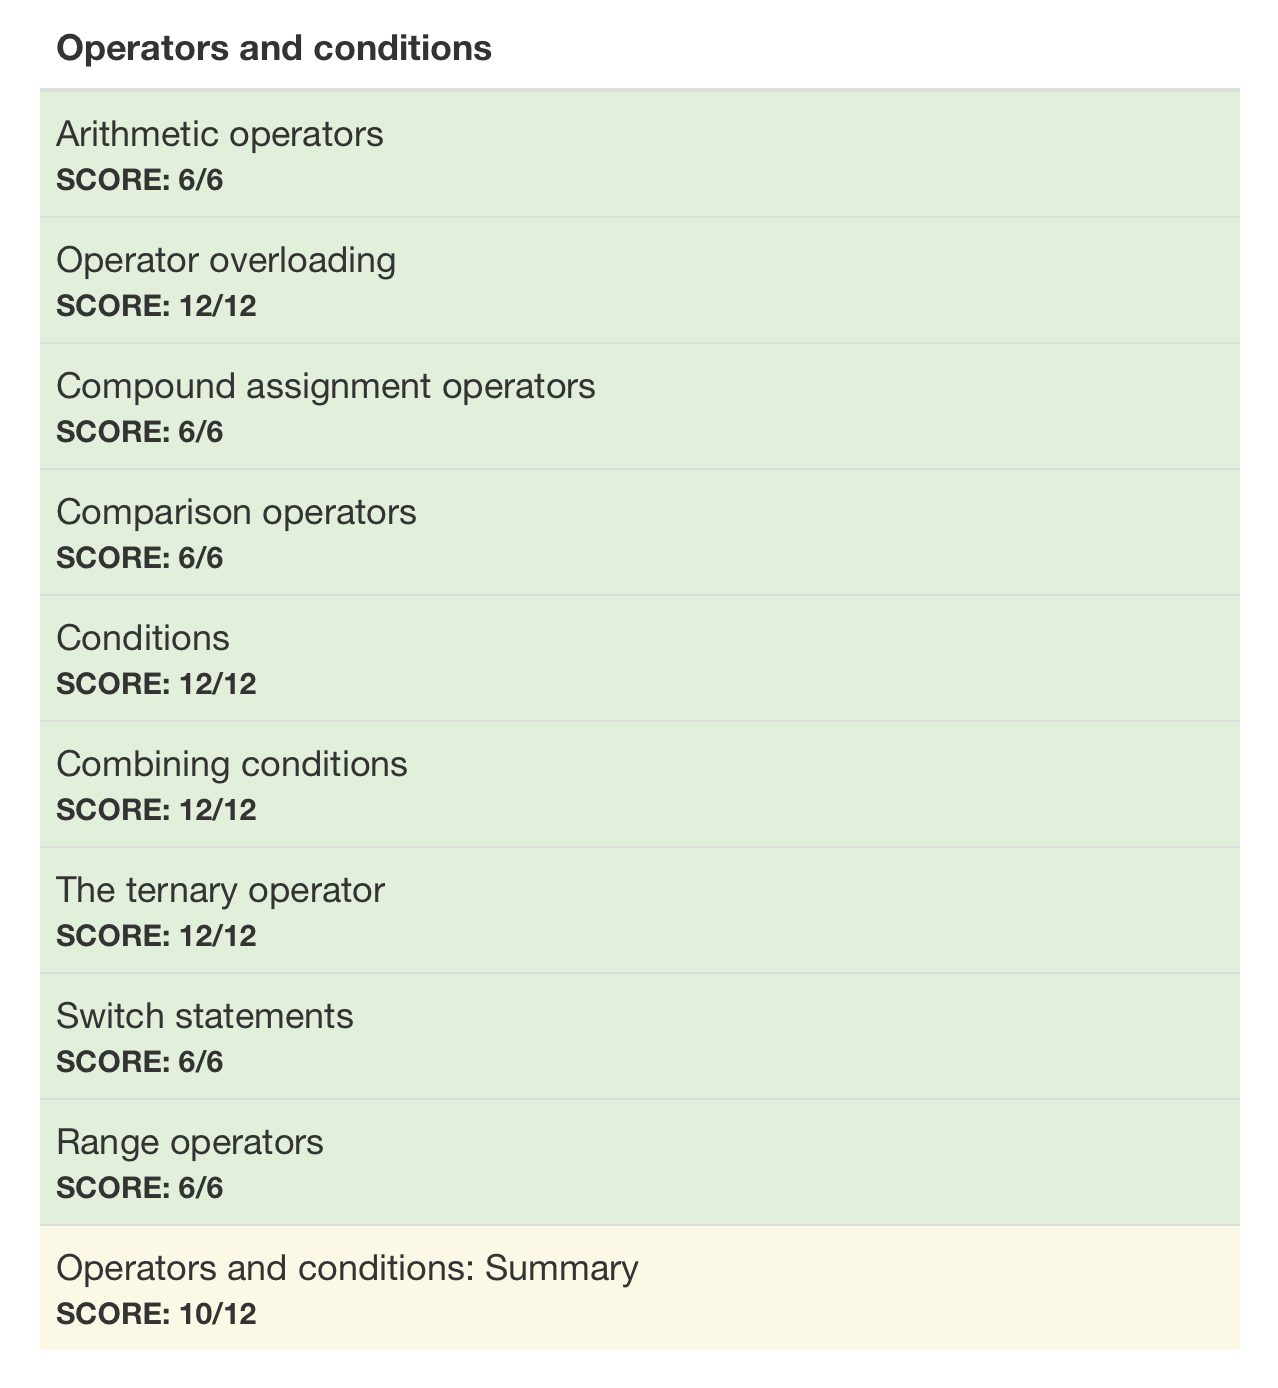 Operators and conditions
Arithmetic operators
SCORE: 6/6
Operator overloading
SCORE: 12/12
Compound assignment operators
SCORE: 6/6
Comparison operators
SCORE: 6/6
Conditions
SCORE: 12/12
Combining conditions
SCORE: 12/12
The ternary operator
SCORE: 12/12
Switch statements
SCORE: 6/6
Range operators
SCORE: 6/6
Operators and conditions: Summary
SCORE: 10/12